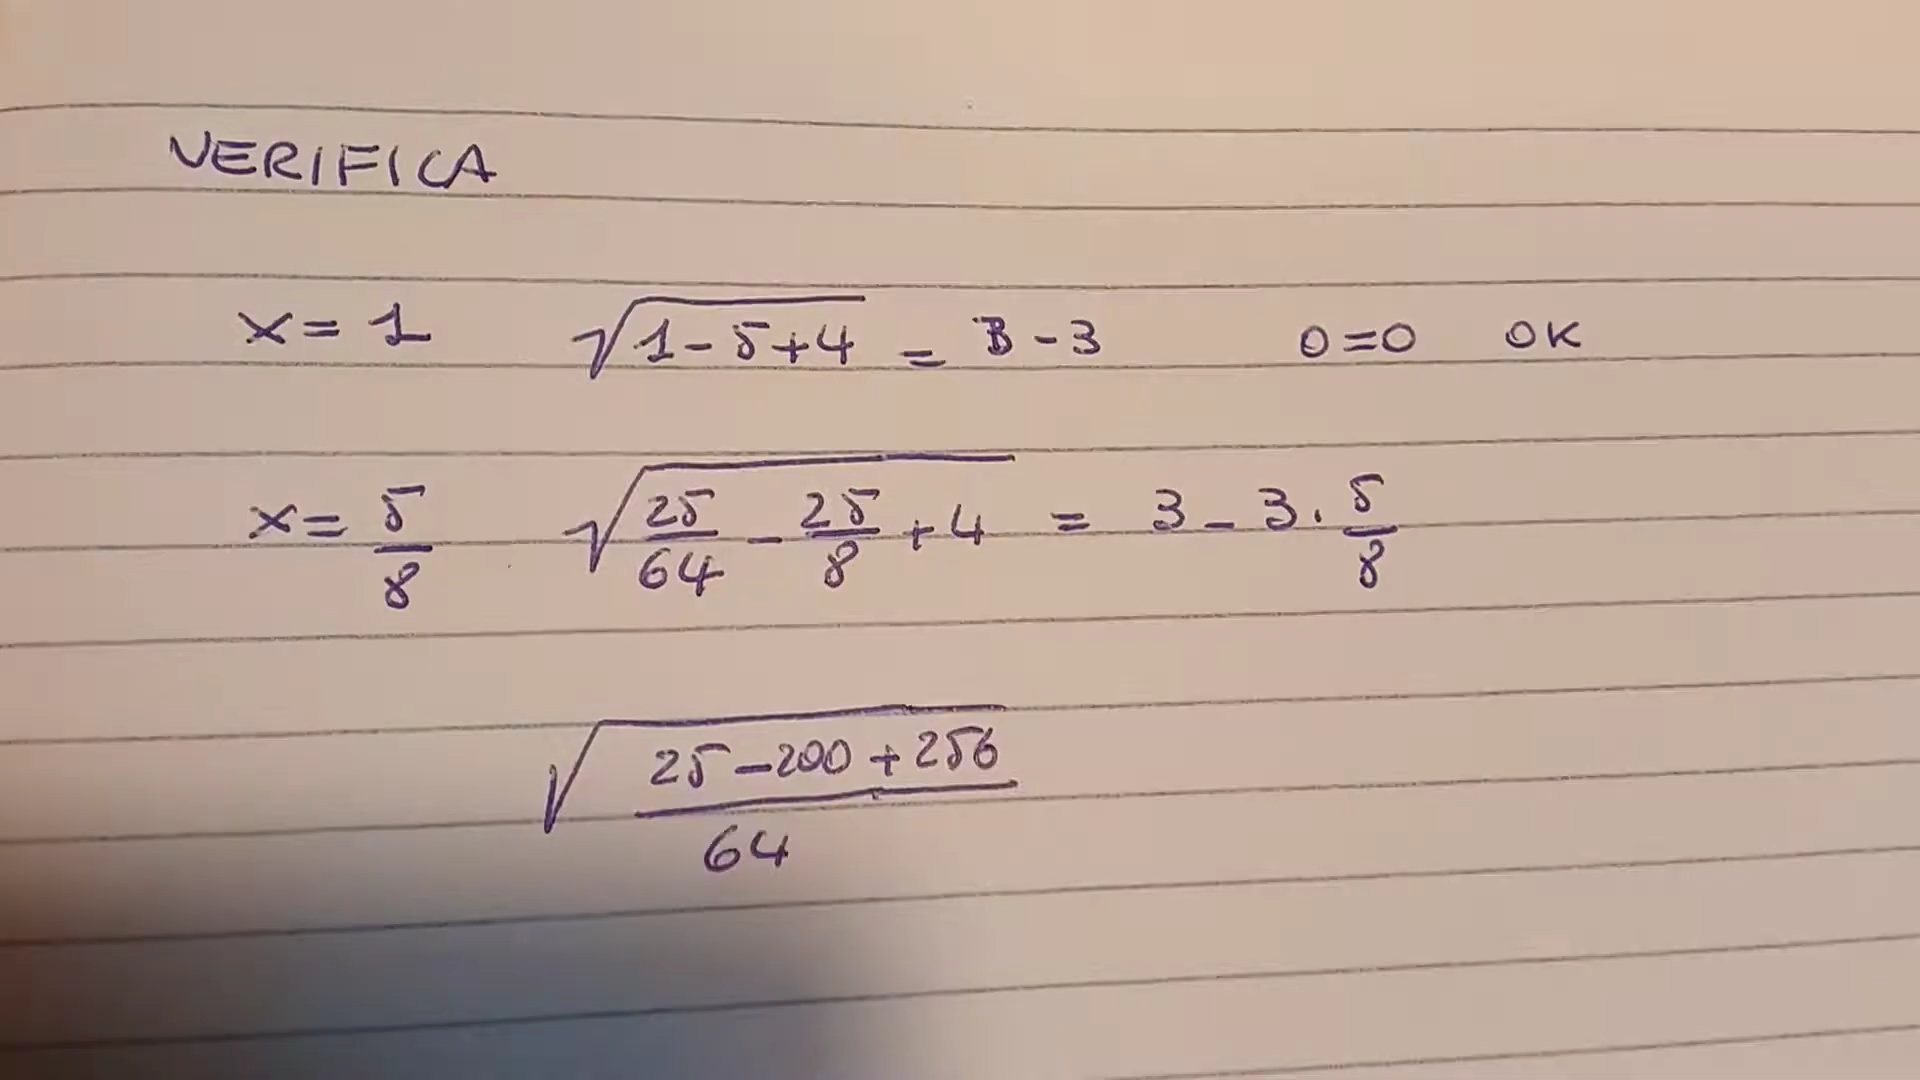 VERIFICA
x = 1 √(1 - 5 + 4) = 3 - 3 0 = 0 OK
x = 5/8 √(25/64 - 25/8 + 4) = 3 - 3 · 5/8
√((25 - 200 + 256)/64)